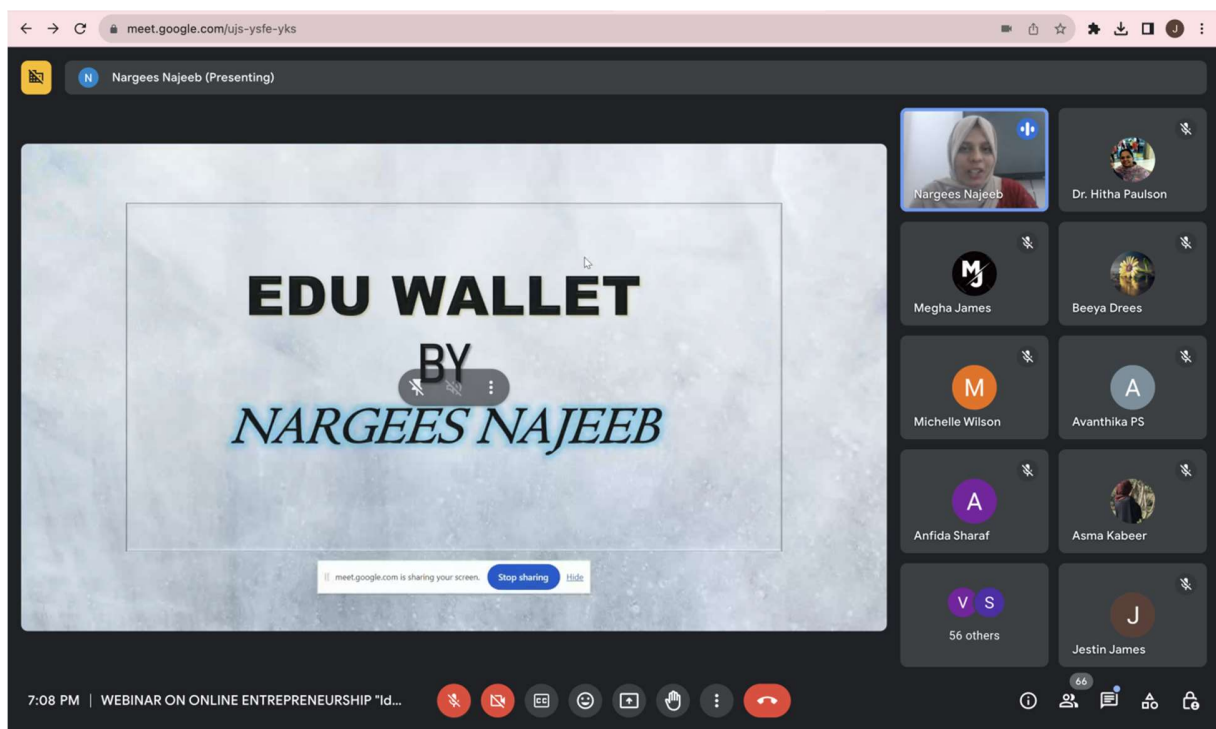 meet.google.com/ujs-ysfe-yks
J
N Nargees Najeeb (Presenting)
EDU WALLET
BY
NARGEES NAJEEB
meet.google.com is sharing your screen. Stop sharing Hide
Nargees Najeeb
Dr. Hitha Paulson
MJ
Megha James
Beeya Drees
M
Michelle Wilson
A
Avanthika PS
A
Anfida Sharaf
Asma Kabeer
V S
56 others
J
Jestin James
7:08 PM | WEBINAR ON ONLINE ENTREPRENEURSHIP "Id...
CC
66